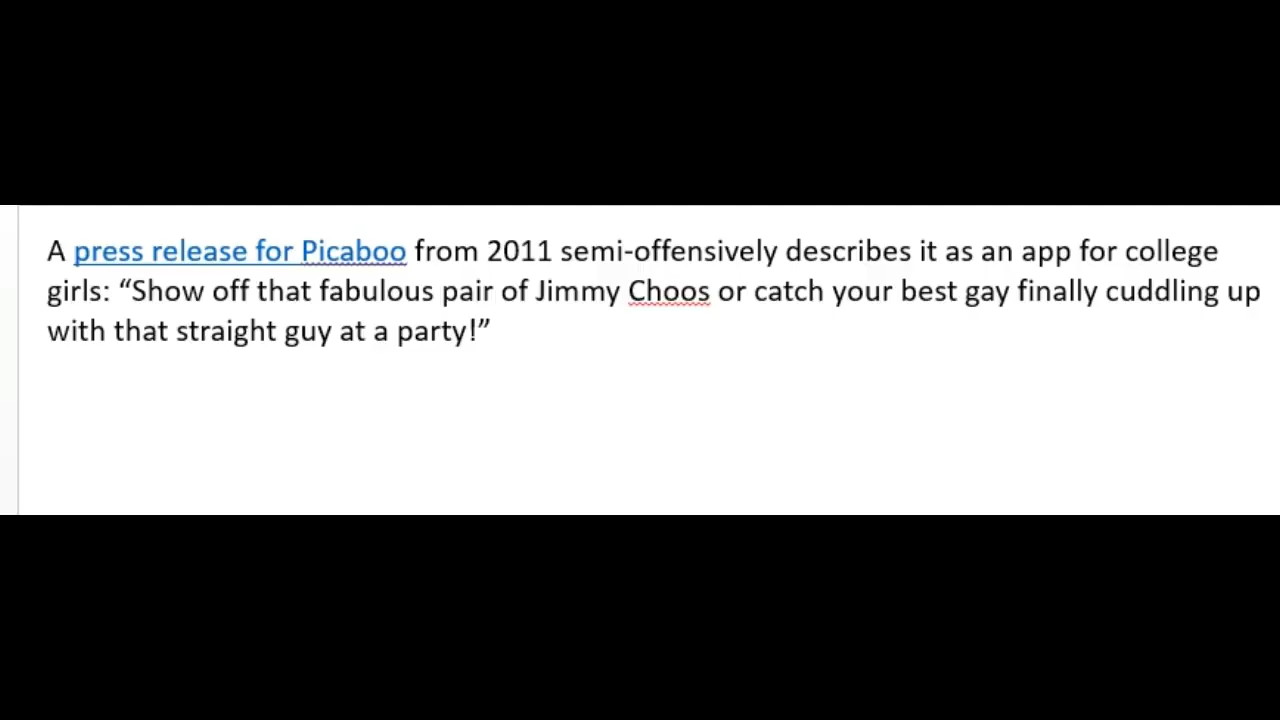 A press release for Picaboo from 2011 semi-offensively describes it as an app for college
girls: “Show off that fabulous pair of Jimmy Choos or catch your best gay finally cuddling up
with that straight guy at a party!”